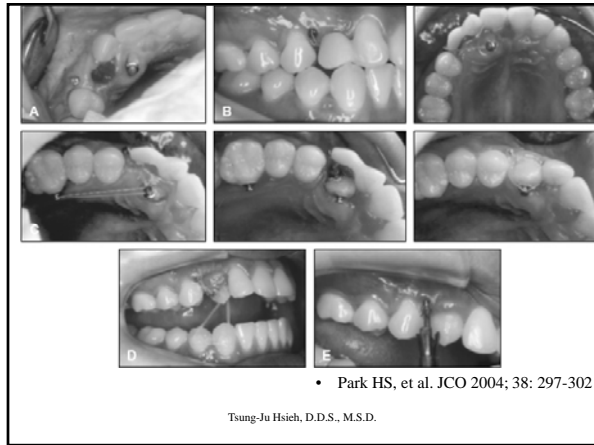 A
B
C
D
E
• Park HS, et al. JCO 2004; 38: 297-302
Tsung-Ju Hsieh, D.D.S., M.S.D.